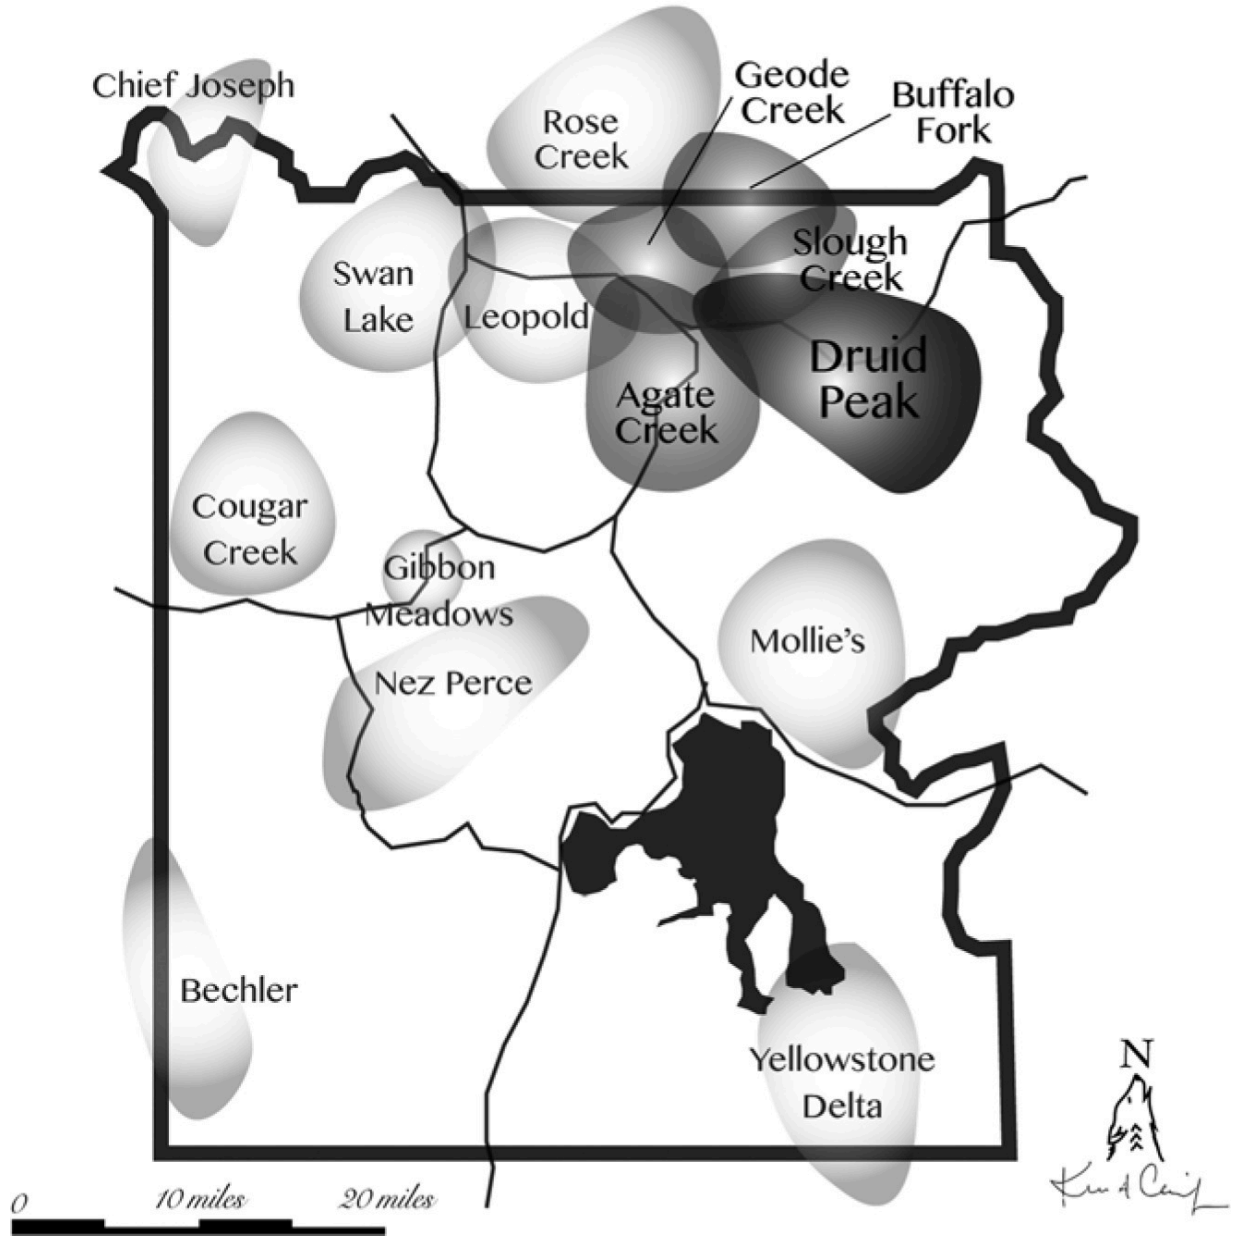 Chief Joseph
Rose
Creek
Geode
Creek
Buffalo
Fork
Slough
Creek
Swan
Lake
Leopold
Druid
Peak
Agate
Creek
Cougar
Creek
Gibbon
Meadows
Nez Perce
Mollie's
Bechler
Yellowstone
Delta
N
0 10 miles 20 miles